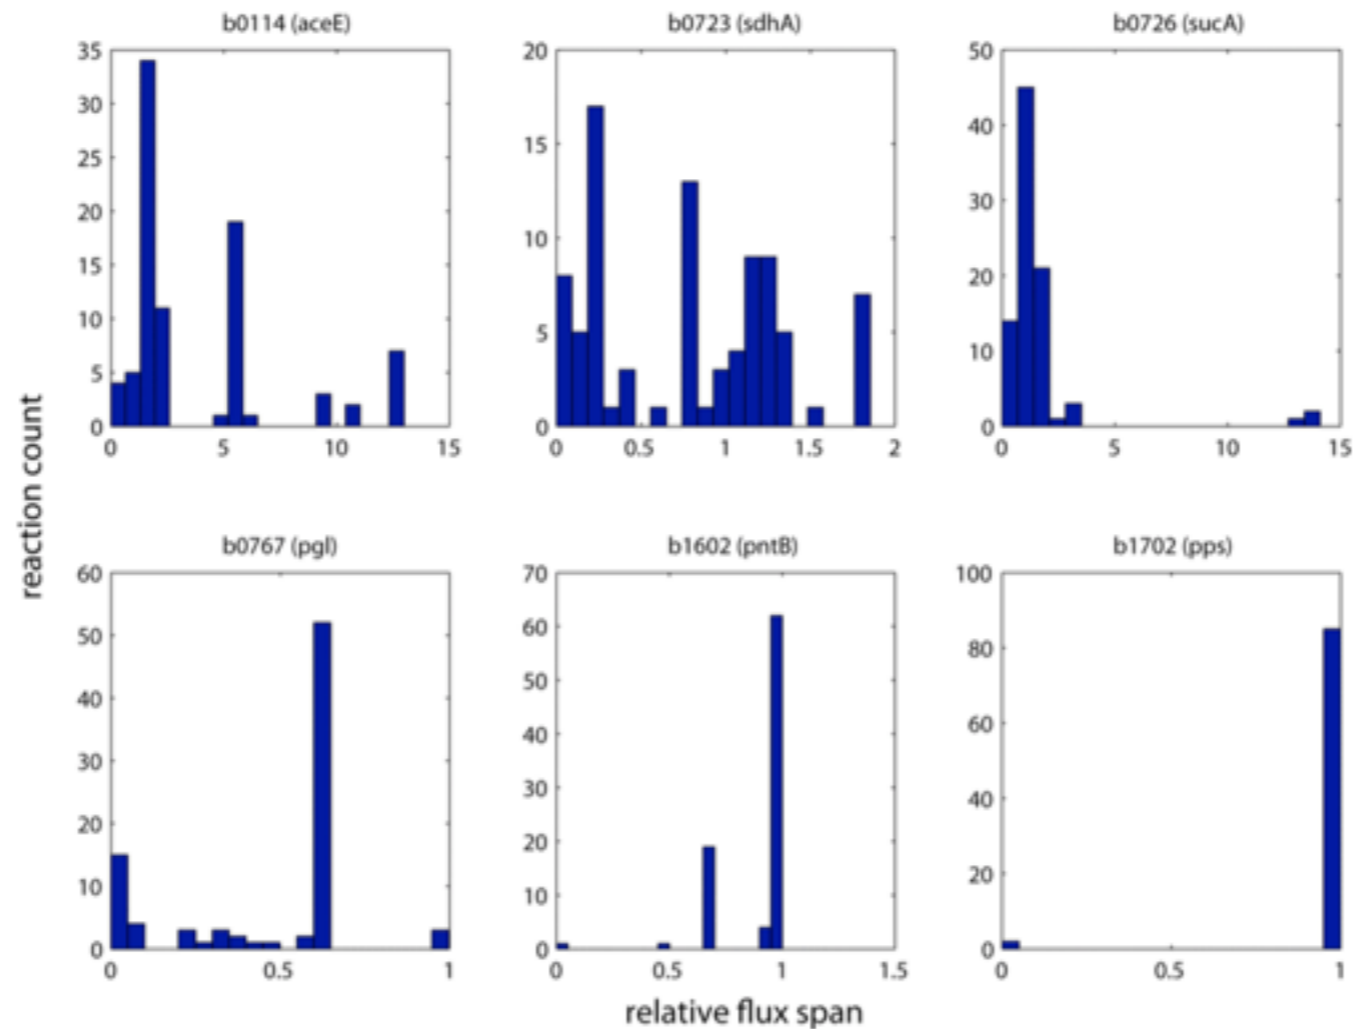 b0114 (aceE)
b0723 (sdhA)
b0726 (sucA)
35
30
25
20
15
10
5
0
0 5 10 15
20
15
10
5
0
0 0.5 1 1.5 2
50
40
30
20
10
0
0 5 10 15
reaction count
b0767 (pgl)
b1602 (pntB)
b1702 (pps)
60
50
40
30
20
10
0
0 0.5 1
70
60
50
40
30
20
10
0
0 0.5 1 1.5
100
80
60
40
20
0
0 0.5 1
relative flux span